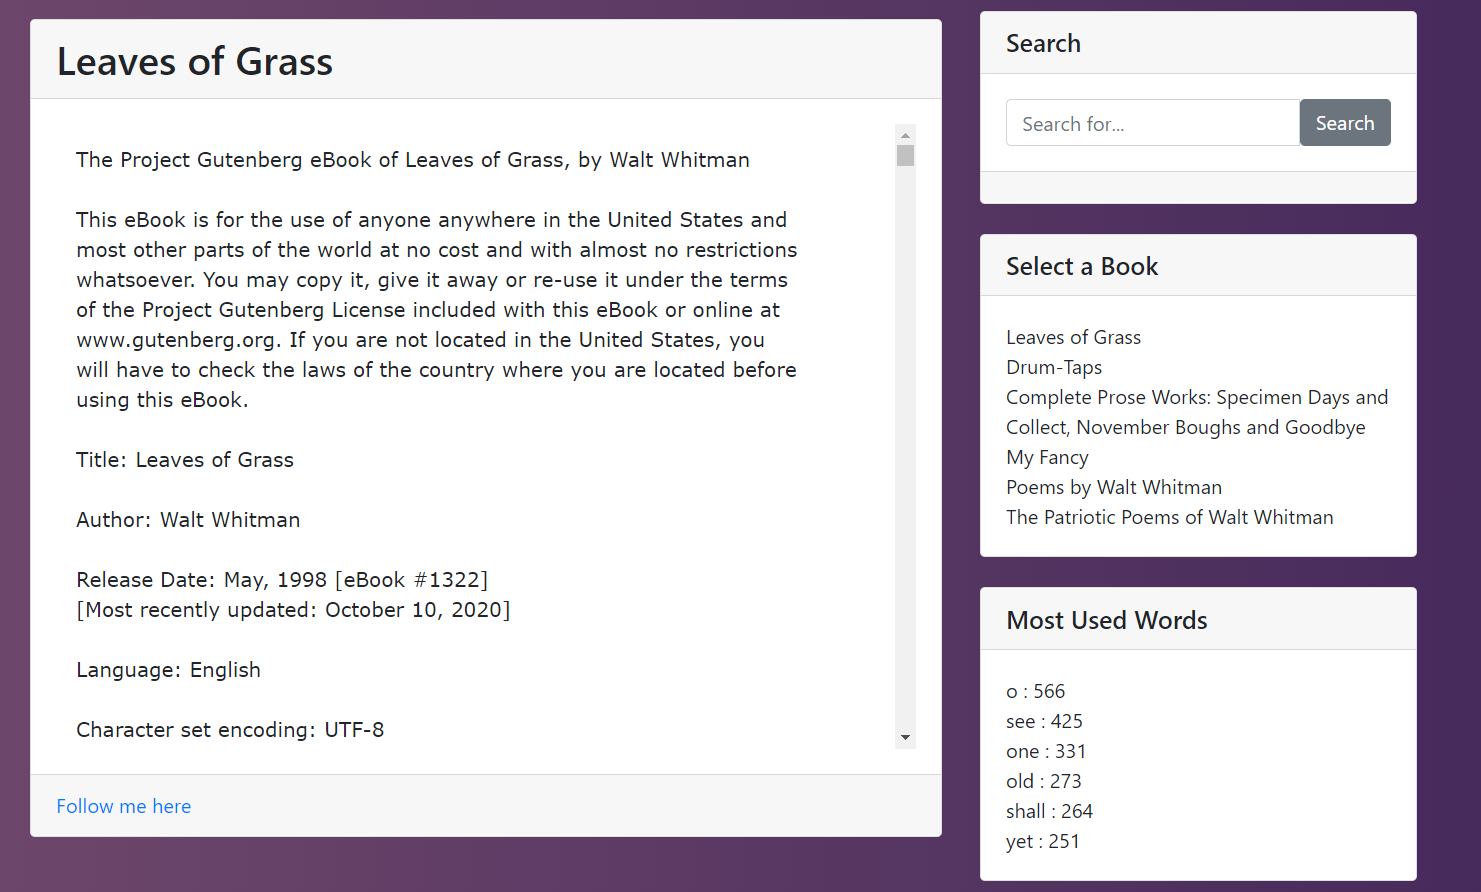 Leaves of Grass
The Project Gutenberg eBook of Leaves of Grass, by Walt Whitman
This eBook is for the use of anyone anywhere in the United States and
most other parts of the world at no cost and with almost no restrictions
whatsoever. You may copy it, give it away or re-use it under the terms
of the Project Gutenberg License included with this eBook or online at
www.gutenberg.org. If you are not located in the United States, you
will have to check the laws of the country where you are located before
using this eBook.
Title: Leaves of Grass
Author: Walt Whitman
Release Date: May, 1998 [eBook #1322]
[Most recently updated: October 10, 2020]
Language: English
Character set encoding: UTF-8
Follow me here
Search
Search for...
Search
Select a Book
Leaves of Grass
Drum-Taps
Complete Prose Works: Specimen Days and
Collect, November Boughs and Goodbye
My Fancy
Poems by Walt Whitman
The Patriotic Poems of Walt Whitman
Most Used Words
o : 566
see : 425
one : 331
old : 273
shall : 264
yet : 251